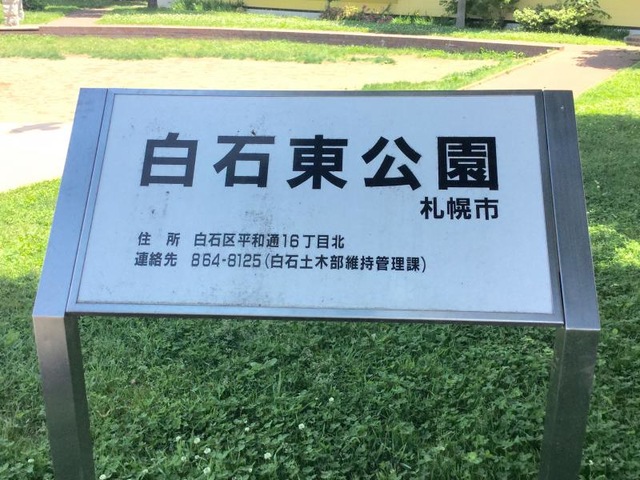 白石東公園
札幌市
住 所 白石区平和通16丁目北
連絡先 864-8125(白石土木部維持管理課)